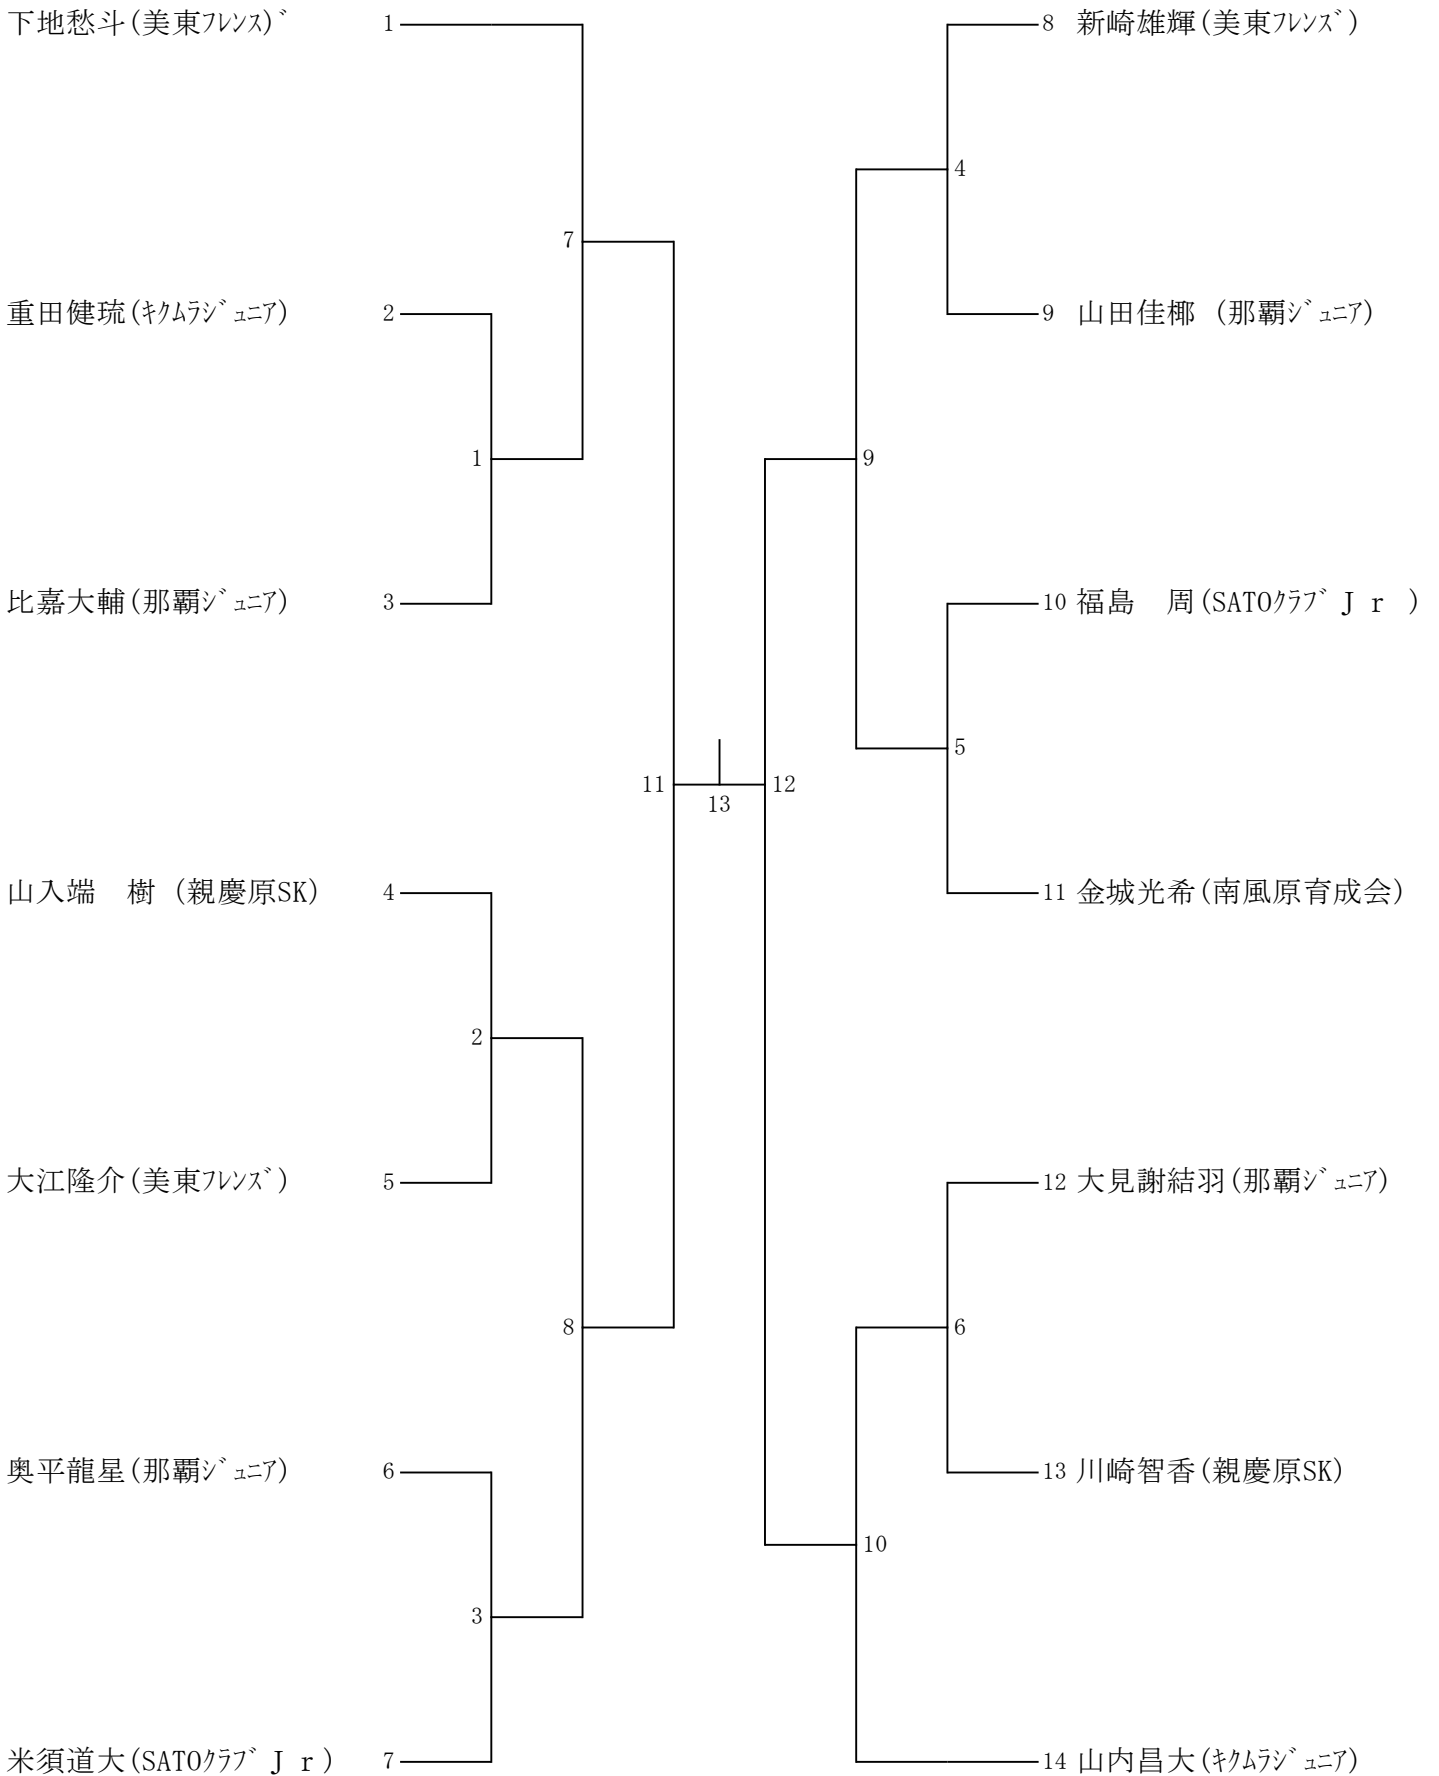 下地愁斗(美東ﾌﾚﾝｽ)ﾞ 1
8 新崎雄輝(美東ﾌﾚﾝｽﾞ)
4
7
重田健琉(ｷｸﾑﾗｼﾞｭﾆｱ) 2
9 山田佳椰 (那覇ｼﾞｭﾆｱ)
1
9
比嘉大輔(那覇ｼﾞｭﾆｱ) 3
10 福島　周(SATOｸﾗﾌﾞＪｒ)
5
11
12
13
山入端　樹 (親慶原SK) 4
11 金城光希(南風原育成会)
2
大江隆介(美東ﾌﾚﾝｽﾞ) 5
12 大見謝結羽(那覇ｼﾞｭﾆｱ)
8
6
奥平龍星(那覇ｼﾞｭﾆｱ) 6
13 川崎智香(親慶原SK)
10
3
米須道大(SATOｸﾗﾌﾞＪｒ) 7
14 山内昌大(ｷｸﾑﾗｼﾞｭﾆｱ)